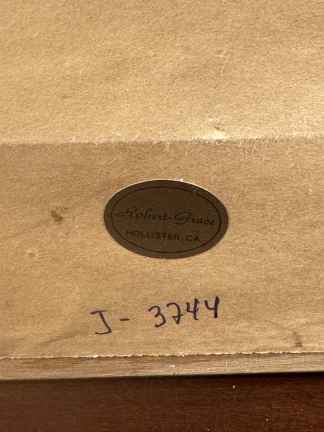 Robert Grace
HOLLISTER, CA.
J- 3744